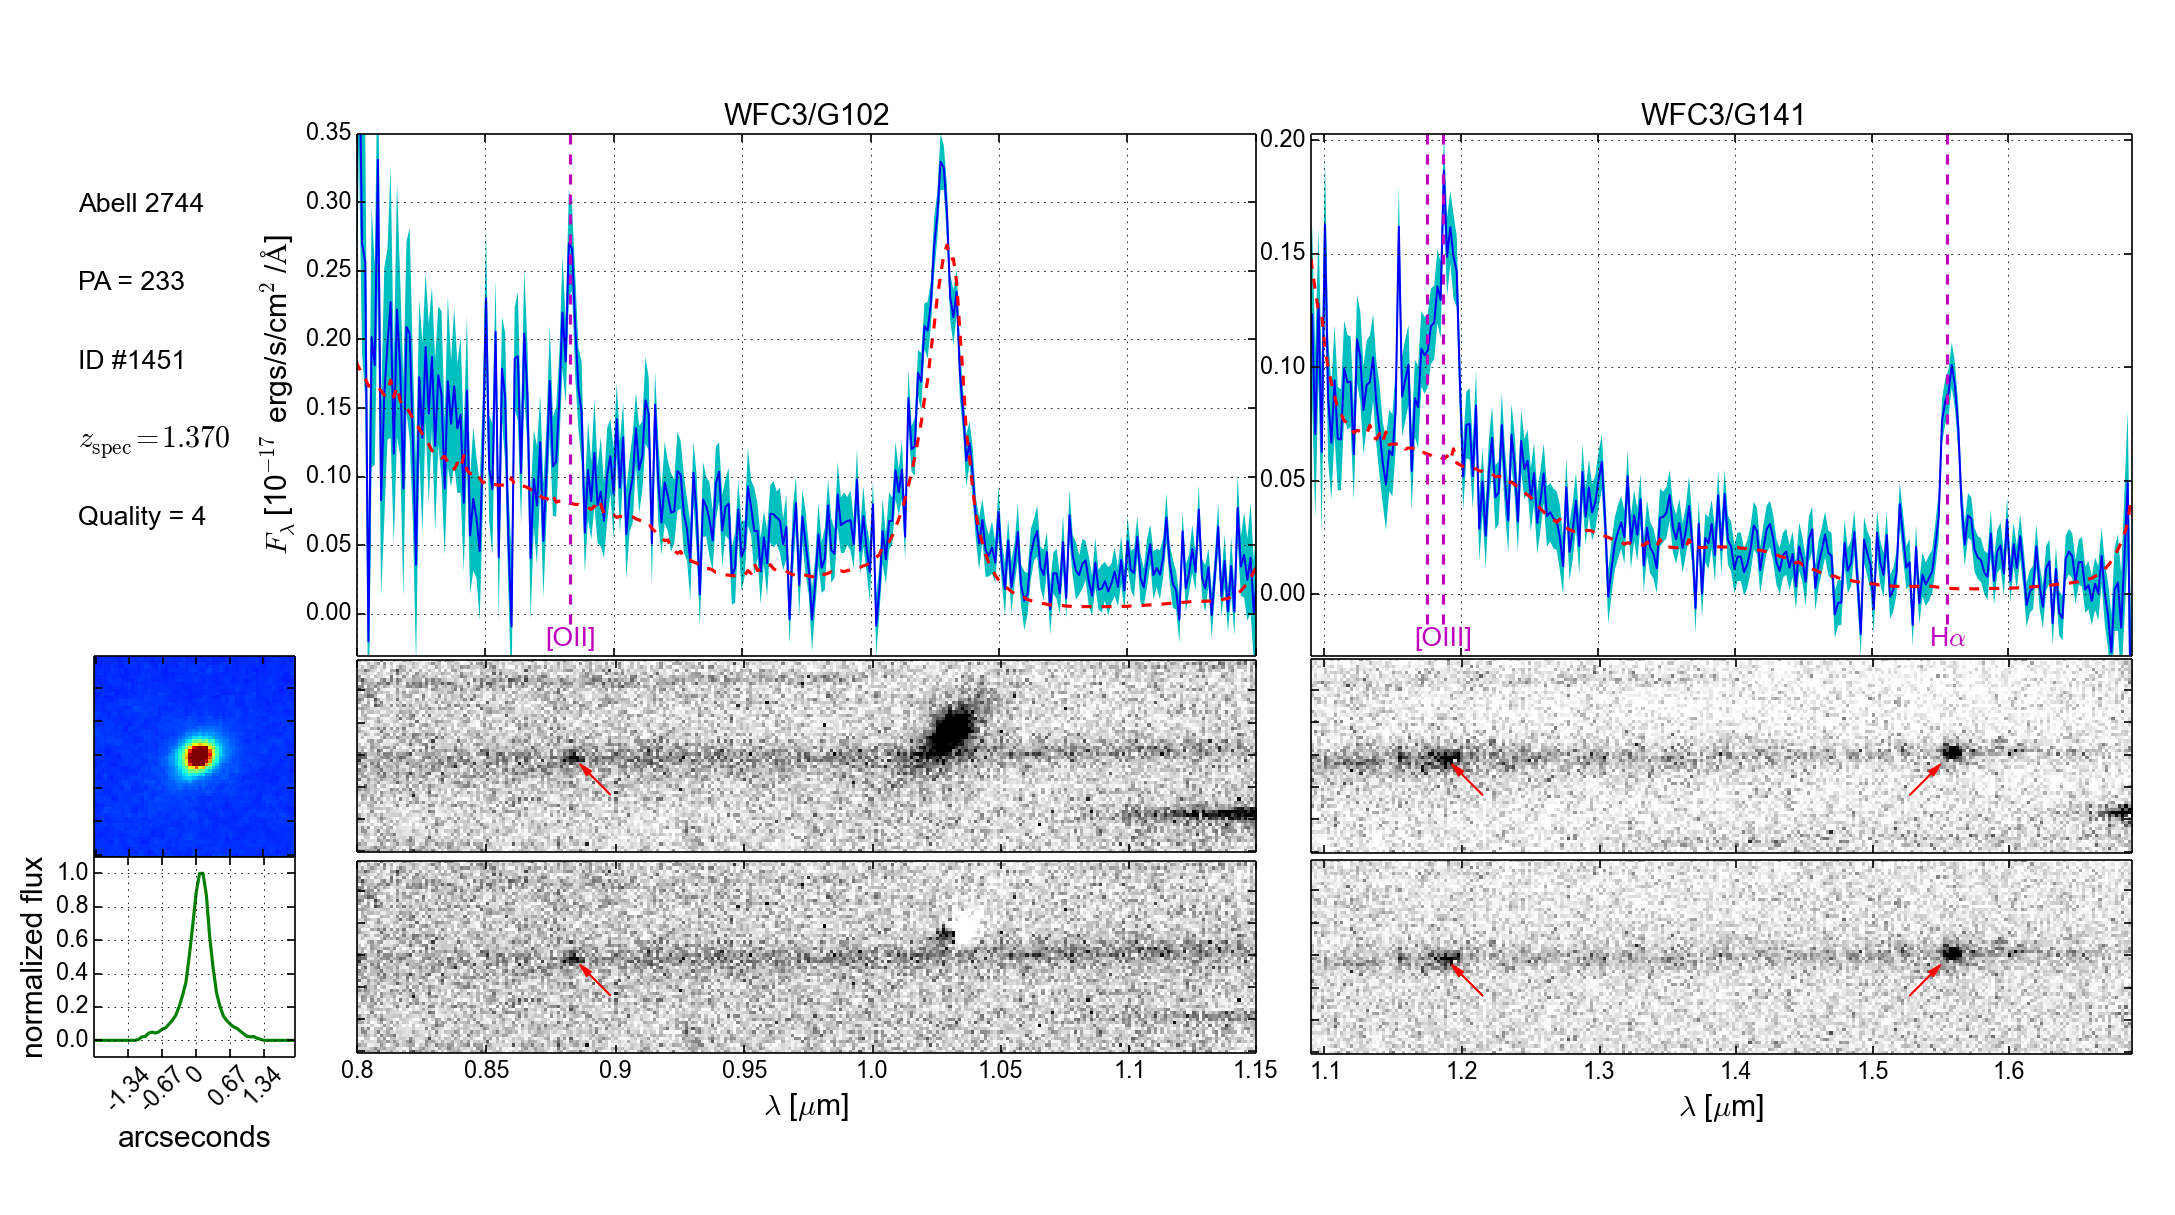 WFC3/G102
WFC3/G141
Abell 2744
PA = 233
ID #1451
z_spec = 1.370
Quality = 4
F_λ [10^−17 ergs/s/cm^2 /Å]
0.35
0.30
0.25
0.20
0.15
0.10
0.05
0.00
[OII]
0.20
0.15
0.10
0.05
0.00
[OIII]
Hα
normalized flux
1.0
0.8
0.6
0.4
0.2
0.0
-1.34 -0.67 0 0.67 1.34
arcseconds
0.8 0.85 0.9 0.95 1.0 1.05 1.1 1.15
λ [μm]
1.1 1.2 1.3 1.4 1.5 1.6
λ [μm]